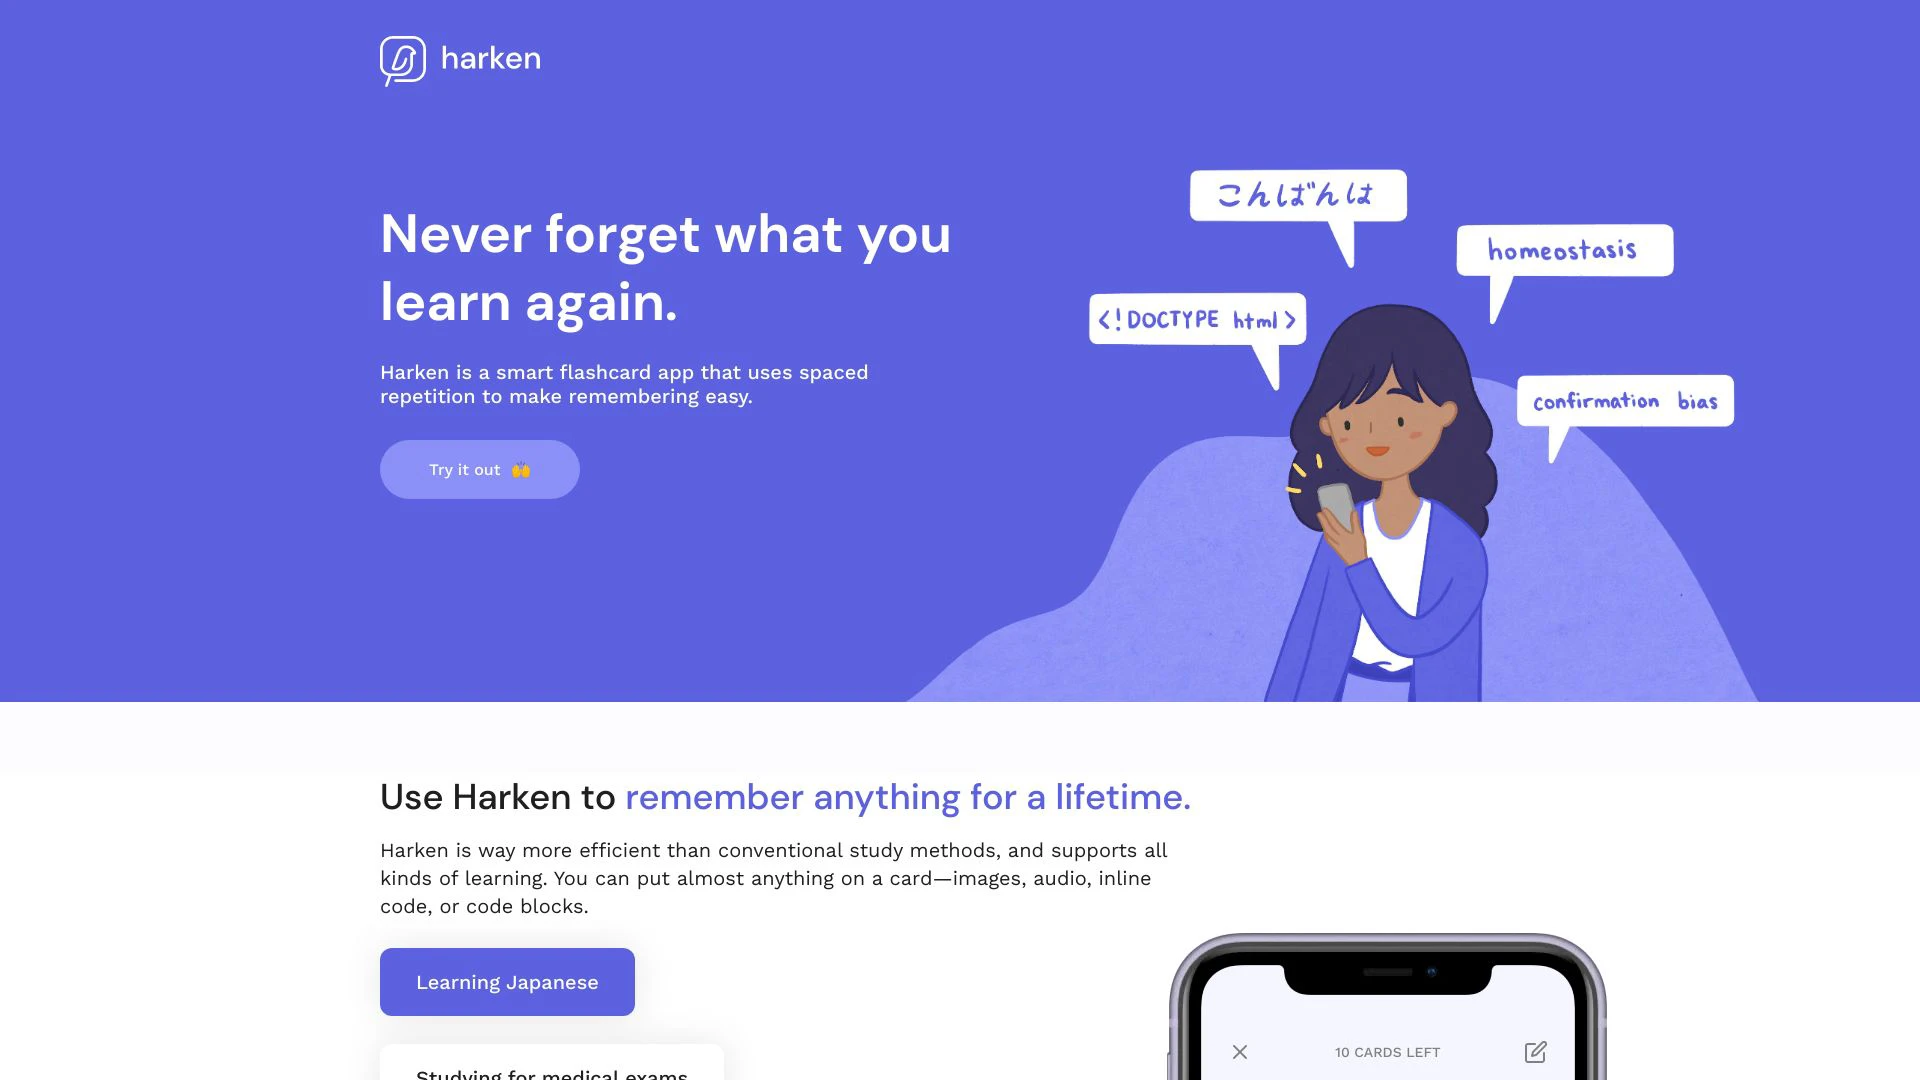 harken
こんばんは
homeostasis
<!DOCTYPE html>
confirmation bias
Never forget what you
learn again.
Harken is a smart flashcard app that uses spaced
repetition to make remembering easy.
Try it out 🙌
Use Harken to remember anything for a lifetime.
Harken is way more efficient than conventional study methods, and supports all
kinds of learning. You can put almost anything on a card—images, audio, inline
code, or code blocks.
Learning Japanese
Studying for medical exams
10 CARDS LEFT